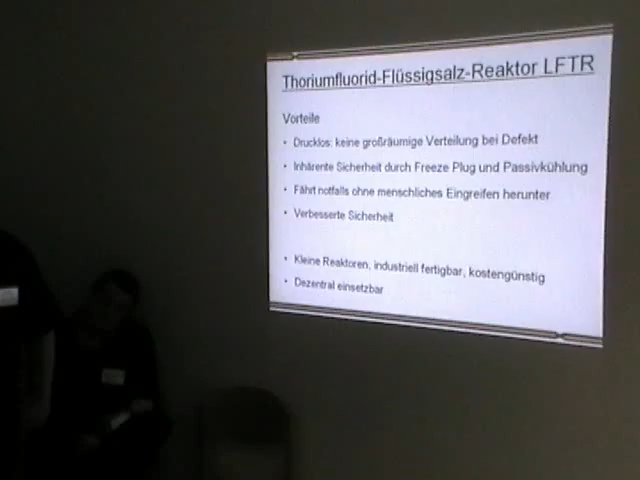 Thoriumfluorid-Flüssigsalz-Reaktor LFTR
Vorteile
• Drucklos: keine großräumige Verteilung bei Defekt
• Inhärente Sicherheit durch Freeze Plug und Passivkühlung
• Fährt notfalls ohne menschliches Eingreifen herunter
• Verbesserte Sicherheit
• Kleine Reaktoren, industriell fertigbar, kostengünstig
• Dezentral einsetzbar